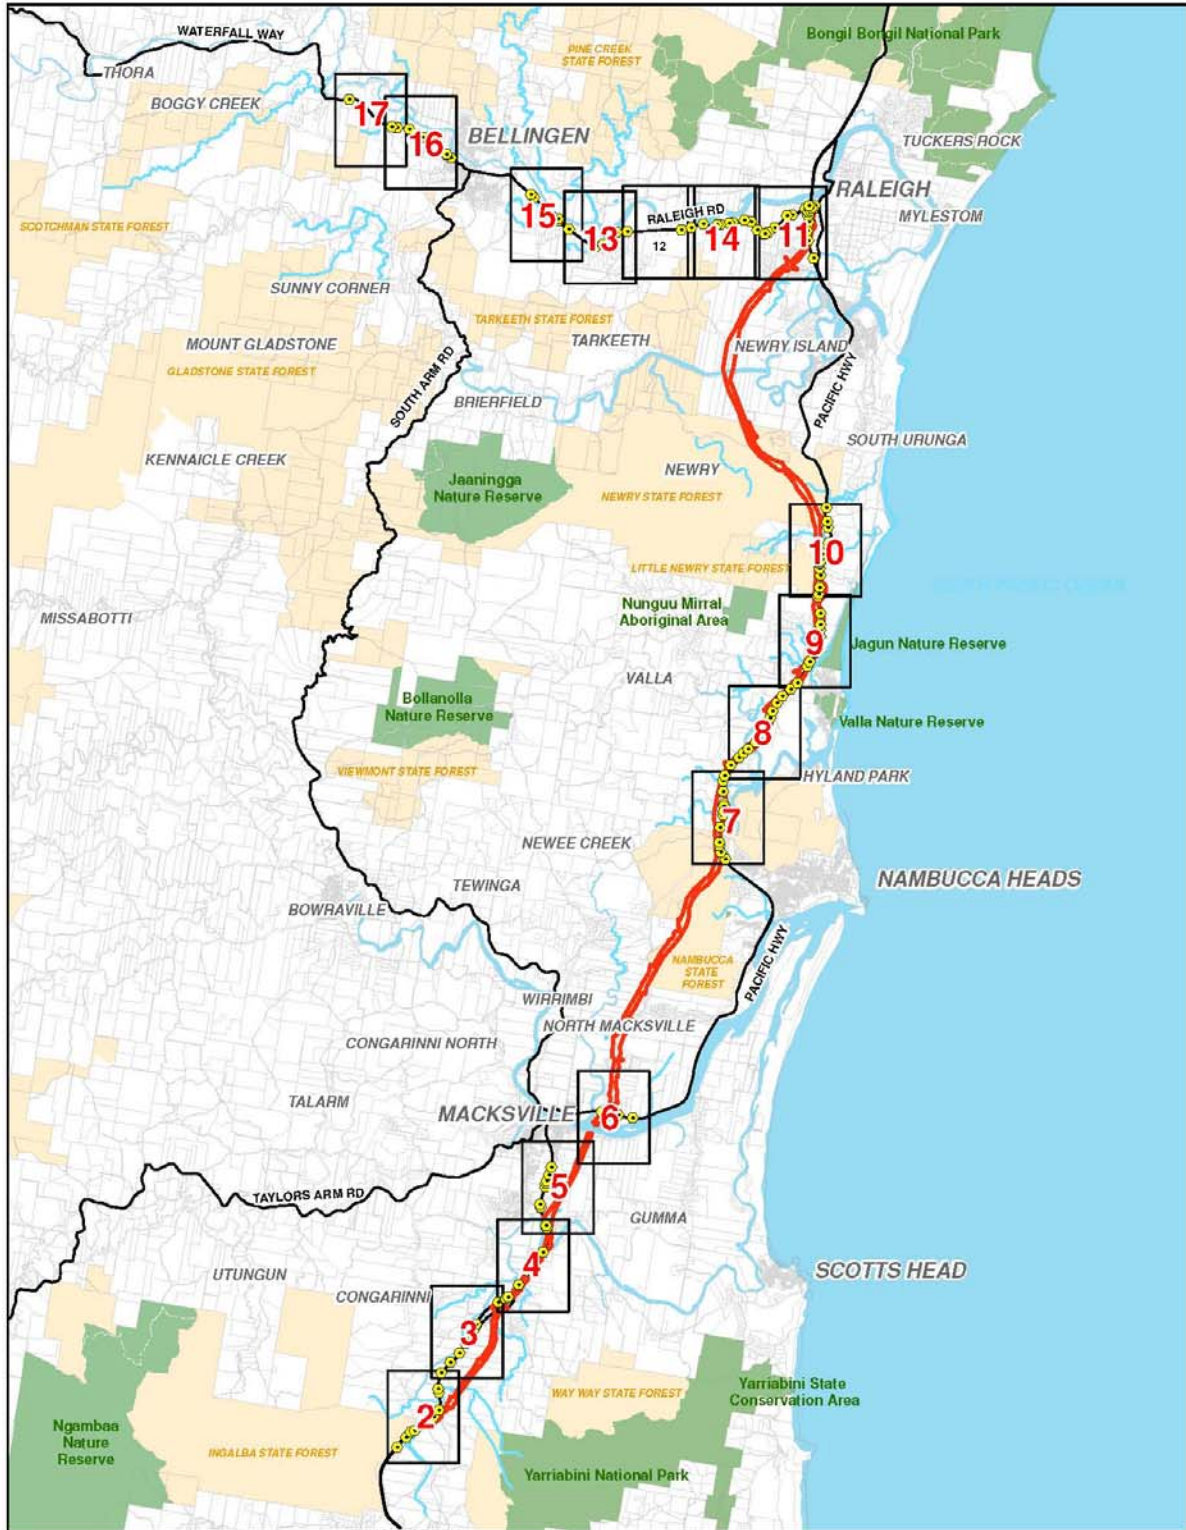 Bongil Bongil National Park
WATERFALL WAY
PINE CREEK
STATE FOREST
THORA
BOGGY CREEK
17
16
BELLINGEN
TUCKERS ROCK
RALEIGH
15
RALEIGH RD
MYLESTOM
SCOTCHMAN STATE FOREST
13
12
14
11
SUNNY CORNER
TARKEETH STATE FOREST
TARKEETH
NEWRY ISLAND
MOUNT GLADSTONE
GLADSTONE STATE FOREST
SOUTH ARM RD
PACIFIC HWY
BRIERFIELD
SOUTH URUNGA
KENNAICLE CREEK
NEWRY
Jaaningga
Nature Reserve
NEWRY STATE FOREST
10
LITTLE NEWRY STATE FOREST
Nunguu Mirral
Aboriginal Area
MISSABOTTI
9
Jagun Nature Reserve
VALLA
Bollanolla
Nature Reserve
8
Valla Nature Reserve
VIEWMONT STATE FOREST
HYLAND PARK
7
NEWEE CREEK
NAMBUCCA HEADS
TEWINGA
BOWRAVILLE
PACIFIC HWY
NAMBUCCA
STATE
FOREST
WIRRIMBI
NORTH MACKSVILLE
CONGARINNI NORTH
TALARM
MACKSVILLE
6
5
TAYLORS ARM RD
GUMMA
4
SCOTTS HEAD
UTUNGUN
CONGARINNI
3
Yarriabini State
Conservation Area
WAY WAY STATE FOREST
2
Ngambaa
Nature
Reserve
INGALBA STATE FOREST
Yarriabini National Park